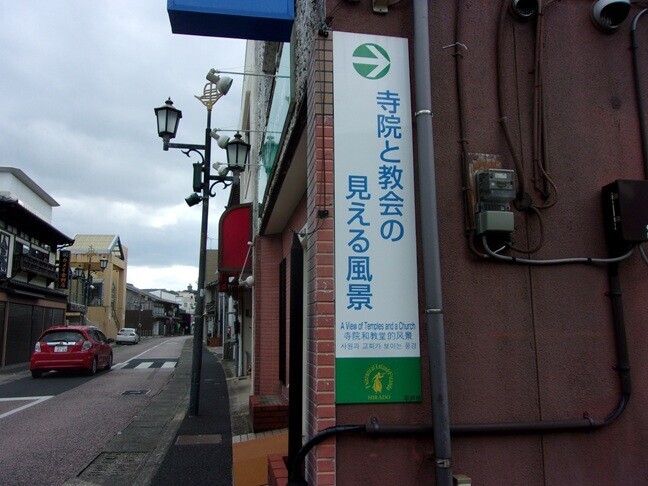 寺院と教会の
見える風景
A View of Temples and a Church
寺院和教堂的风景
사원과 교회가 보이는 풍경
HIRADO